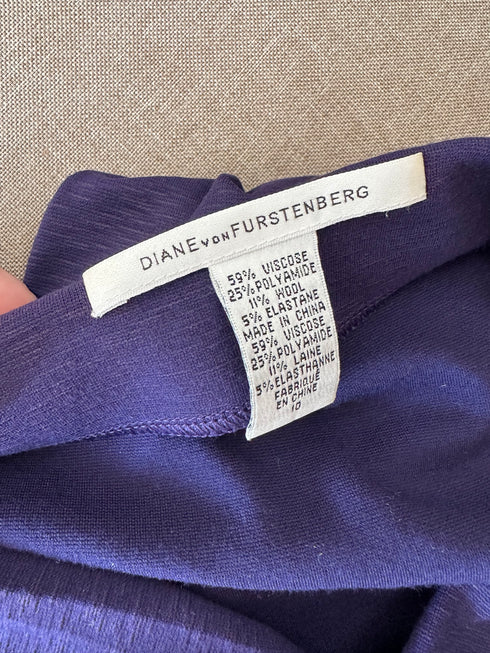 DIANE VON FURSTENBERG
59% VISCOSE
25% POLYAMIDE
11% WOOL
5% ELASTANE
MADE IN CHINA
59% VISCOSE
25% POLYAMIDE
11% LAINE
5% ELASTHANNE
FABRIQUÉ
EN CHINE
10